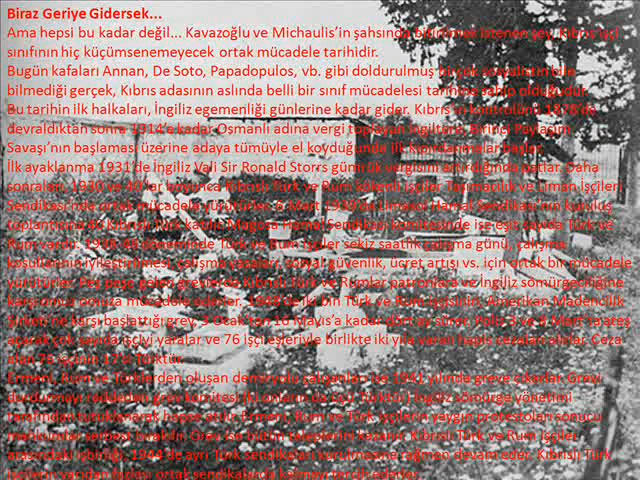 Biraz Geriye Gidersek...
Ama hepsi bu kadar değil... Kavazoğlu ve Michaulis’in şahsında bitirilmek istenen şey, Kıbrıs işçi
sınıfının hiç küçümsenemeyecek ortak mücadele tarihidir.
Bugün kafaları Annan, De Soto, Papadopulos, vb. gibi doldurulmuş birçok sosyalistin bile
bilmediği gerçek, Kıbrıs adasının aslında belli bir sınıf mücadelesi tarihine sahip olduğudur.
Bu tarihin ilk halkaları, İngiliz egemenliği günlerine kadar gider. Kıbrıs’ın kontrolünü 1878’de
devraldıktan sonra 1914’e kadar Osmanlı adına vergi toplayan İngiltere, Birinci Paylaşım
Savaşı’nın başlaması üzerine adaya tümüyle el koyduğunda ilk kıpırdanmalar başlar.
İlk ayaklanma 1931’de İngiliz Vali Sir Ronald Storrs gümrük vergisini artırdığında patlar. Daha
sonraları, 1930 ve 40’lar boyunca Kıbrıslı Türk ve Rum kökenli işçiler Taşımacılık ve Liman İşçileri
Sendikası’nda ortak mücadele yürütürler. 6 Mart 1939’da Limasol Hamal Sendikası’nın kuruluş
toplantısına 46 Kıbrıslı Türk katılır. Magosa Hamal Sendikası komitesinde ise eşit sayıda Türk ve
Rum vardır. döneminde Türk ve Rum işçiler sekiz saatlik çalışma günü, çalışma
koşullarının iyileştirilmesi, çalışma yasaları, sosyal güvenlik, ücret artışı vs. için ortak bir mücadele
yürütürler. Peş peşe gelen grevlerde Kıbrıslı Türk ve Rumlar patronlara ve İngiliz sömürgeciliğine
karşı omuz omuza mücadele ederler. 1948’de iki bin Türk ve Rum işçisinin, Amerikan Madencilik
Şirketi’ne karşı başlattığı grev, 3 Ocak’tan 16 Mayıs’a kadar dört ay sürer. Polis 3 ve 8 Mart’ta ateş
açarak çok sayıda işçiyi yaralar ve 76 işçi eşleriyle birlikte iki yıla varan hapis cezaları alırlar. Ceza
alan 76 işçinin 17’si Türktür.
Ermeni, Rum ve Türklerden oluşan demiryolu çalışanları ise 1941 yılında greve çıkarlar. Grevi
durdurmayı reddeden grev komitesi (ki onların da üçü Türktür) İngiliz sömürge yönetimi
tarafından tutuklanarak hapse atılır. Ermeni, Rum ve Türk işçilerin yaygın protestoları sonucu
mahkumlar serbest bırakılır. Ordu ise bütün taleplerini kazanır. Kıbrıslı Türk ve Rum işçiler
arasındaki işbirliği, 1944’de ayrı Türk sendikaları kurulmasına rağmen devam eder. Kıbrıslı Türk
işçilerin yarıdan fazlası ortak sendikalarda kalmayı tercih ederler.